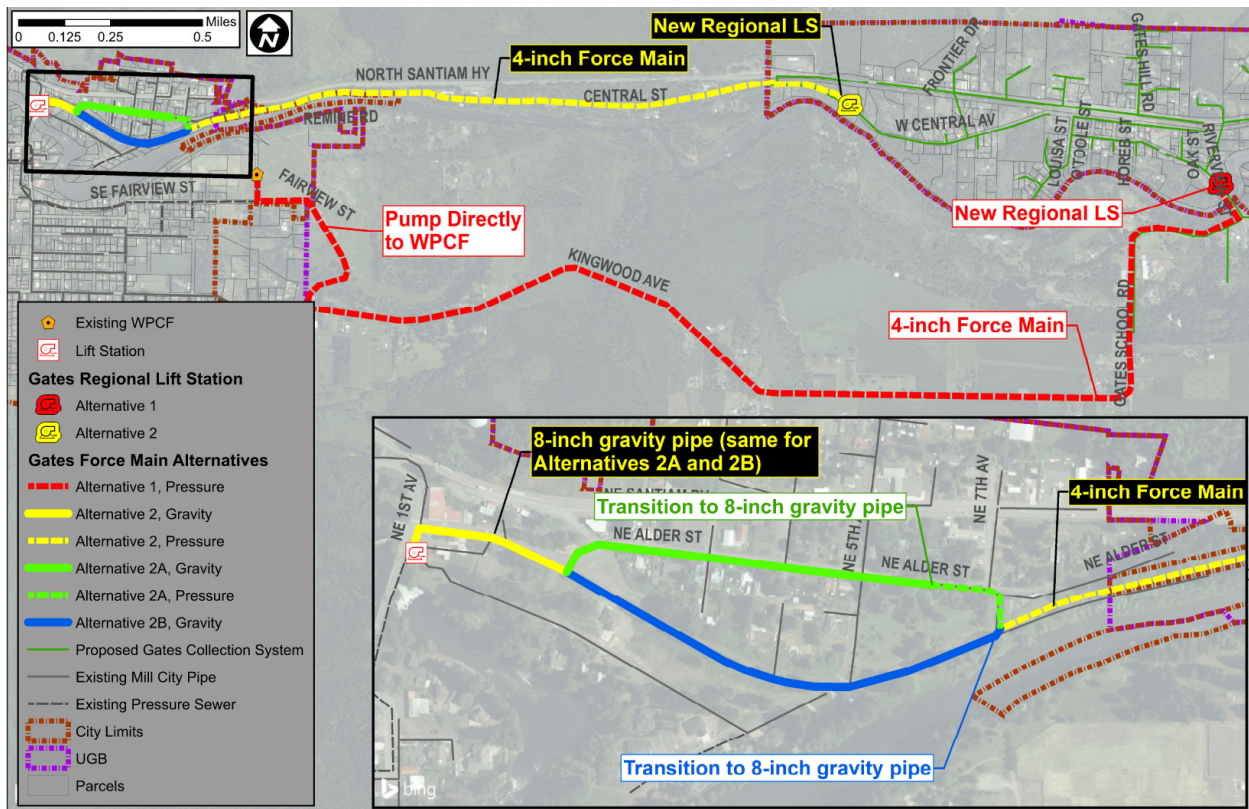 Miles
0 0.125 0.25 0.5
N
New Regional LS
4-inch Force Main
NORTH SANTIAM HY
CENTRAL ST
REMINE RD
FRONTIER DR
GATES HILL RD
W CENTRAL AV
LOUISA ST
O'TOOLE ST
HOREB ST
OAK ST
SE FAIRVIEW ST
FAIRVIEW ST
Pump Directly
to WPCF
New Regional LS
KINGWOOD AVE
4-inch Force Main
GATES SCHOOL RD
Existing WPCF
Lift Station
Gates Regional Lift Station
Alternative 1
Alternative 2
Gates Force Main Alternatives
Alternative 1, Pressure
Alternative 2, Gravity
Alternative 2, Pressure
Alternative 2A, Gravity
Alternative 2A, Pressure
Alternative 2B, Gravity
Proposed Gates Collection System
Existing Mill City Pipe
Existing Pressure Sewer
City Limits
UGB
Parcels
8-inch gravity pipe (same for
Alternatives 2A and 2B)
NE 1ST AV
Transition to 8-inch gravity pipe
NE ALDER ST
NE 5TH
NE 7TH AV
NE ALDER ST
4-inch Force Main
NE ALDER ST
Transition to 8-inch gravity pipe
bing